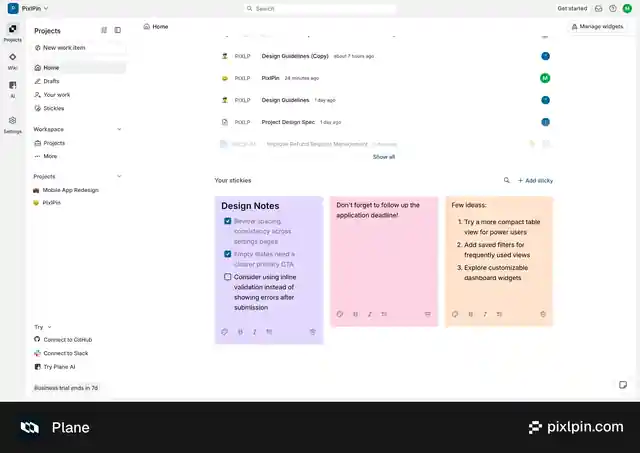 PixlPin
Search
Get started
M
Projects
Wiki
AI
Settings
Projects
New work item
Home
Drafts
Your work
Stickies
Workspace
Projects
More
Projects
Mobile App Redesign
PixlPin
Try
Connect to GitHub
Connect to Slack
Try Plane AI
Business trial ends in 7d
Home
Manage widgets
PIXLP Design Guidelines (Copy) about 7 hours ago
PIXLP PixlPin 24 minutes ago M
PIXLP Design Guidelines 1 day ago
PIXLP Project Design Spec 1 day ago
Improve Refund Request Management
Show all
Your stickies
+ Add sticky
Design Notes
Review spacing,
consistency across
settings pages
Empty states need a
clearer primary CTA
Consider using inline
validation instead of
showing errors after
submission
B I
Don't forget to follow up the
application deadline!
B I
Few ideass:
1. Try a more compact table
view for power users
2. Add saved filters for
frequently used views
3. Explore customizable
dashboard widgets
B I
Plane
pixlpin.com